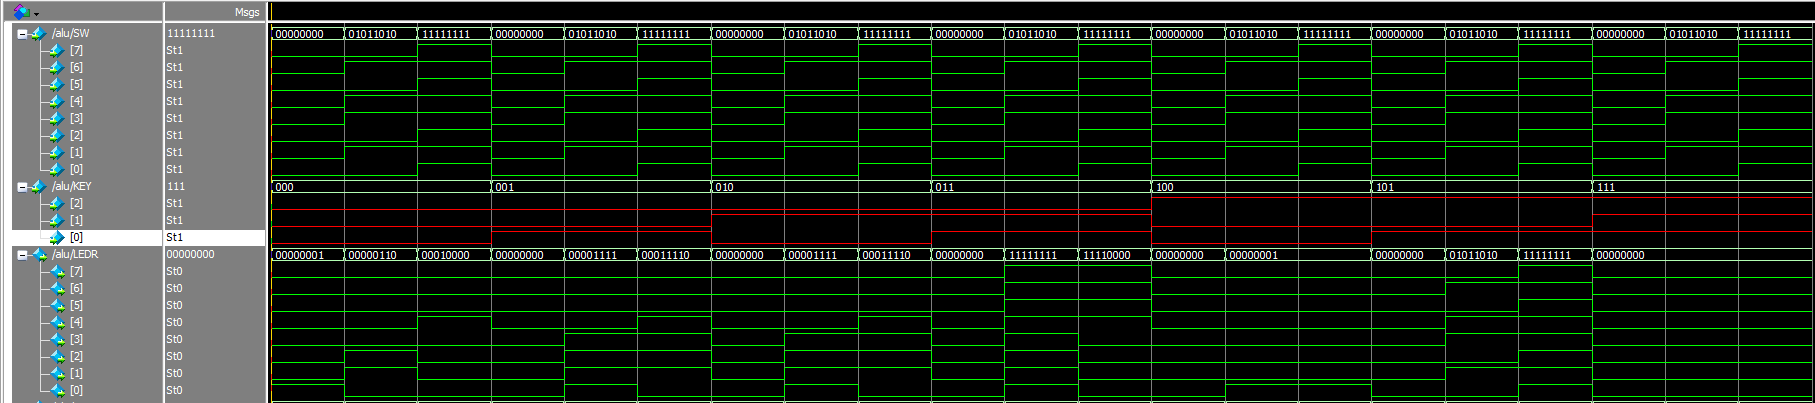 Msgs
/alu/SW 11111111 00000000 01011010 11111111 00000000 01011010 11111111 00000000 01011010 11111111 00000000 01011010 11111111 00000000 01011010 11111111 00000000 01011010 11111111 00000000 01011010 11111111
[7] St1
[6] St1
[5] St1
[4] St1
[3] St1
[2] St1
[1] St1
[0] St1
/alu/KEY 111 000 001 010 011 100 101 111
[2] St1
[1] St1
[0] St1
/alu/LEDR 00000000 00000001 00000110 00010000 00000000 00001111 00011110 00000000 00001111 00011110 00000000 11111111 11110000 00000000 00000001 00000000 01011010 11111111 00000000
[7] St0
[6] St0
[5] St0
[4] St0
[3] St0
[2] St0
[1] St0
[0] St0